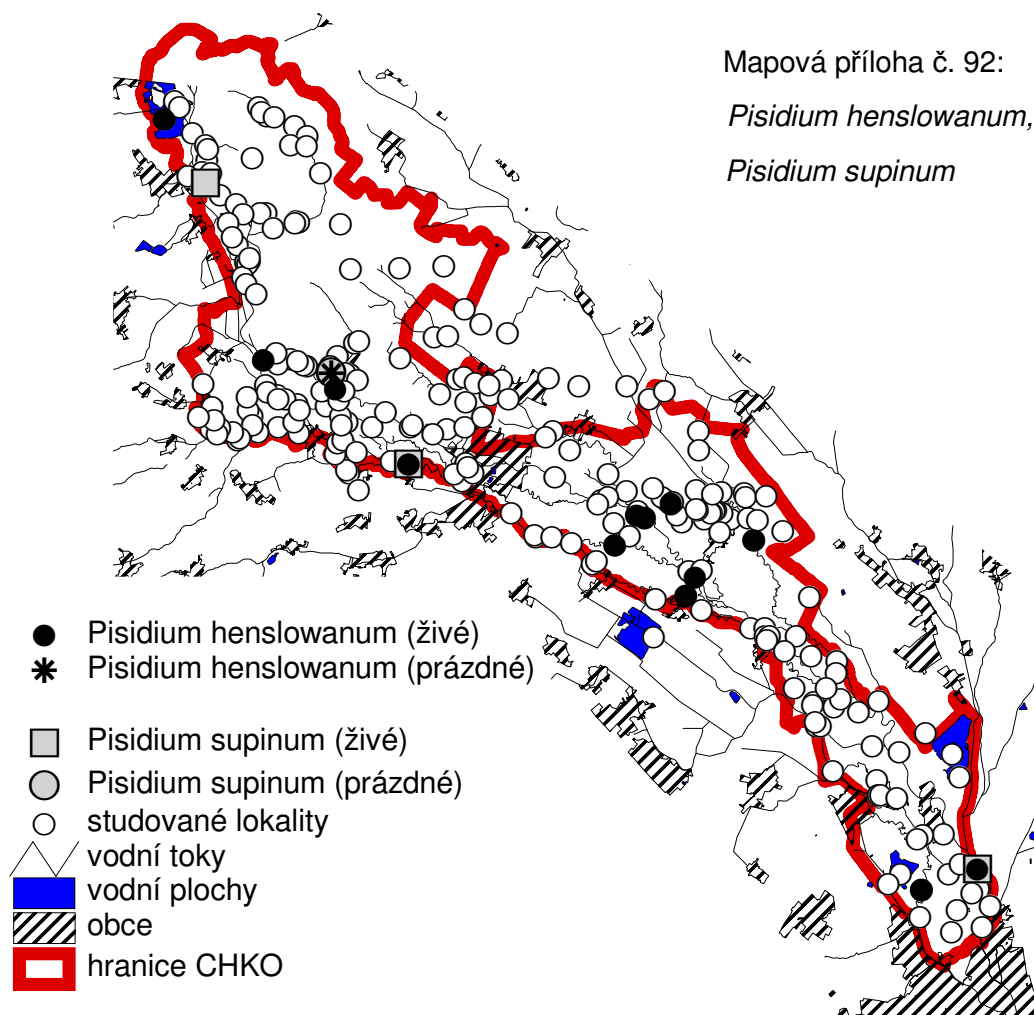 Mapová příloha č. 92:
Pisidium henslowanum,
Pisidium supinum
Pisidium henslowanum (živé)
Pisidium henslowanum (prázdné)
Pisidium supinum (živé)
Pisidium supinum (prázdné)
studované lokality
vodní toky
vodní plochy
obce
hranice CHKO